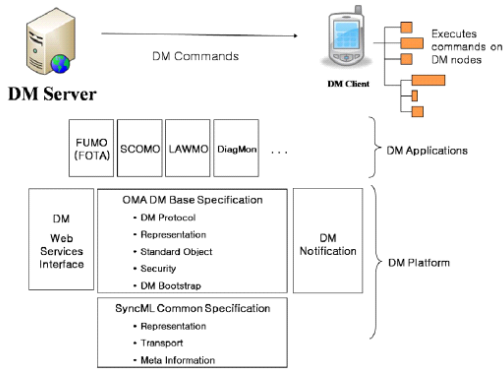 DM Commands
Executes
commands on
DM nodes
DM Server
DM Client
FUMO
(FOTA)
SCOMO
LAWMO
DiagMon
. . .
DM Applications
DM
Web
Services
Interface
OMA DM Base Specification
• DM Protocol
• Representation
• Standard Object
• Security
• DM Bootstrap
DM
Notification
DM Platform
SyncML Common Specification
• Representation
• Transport
• Meta Information